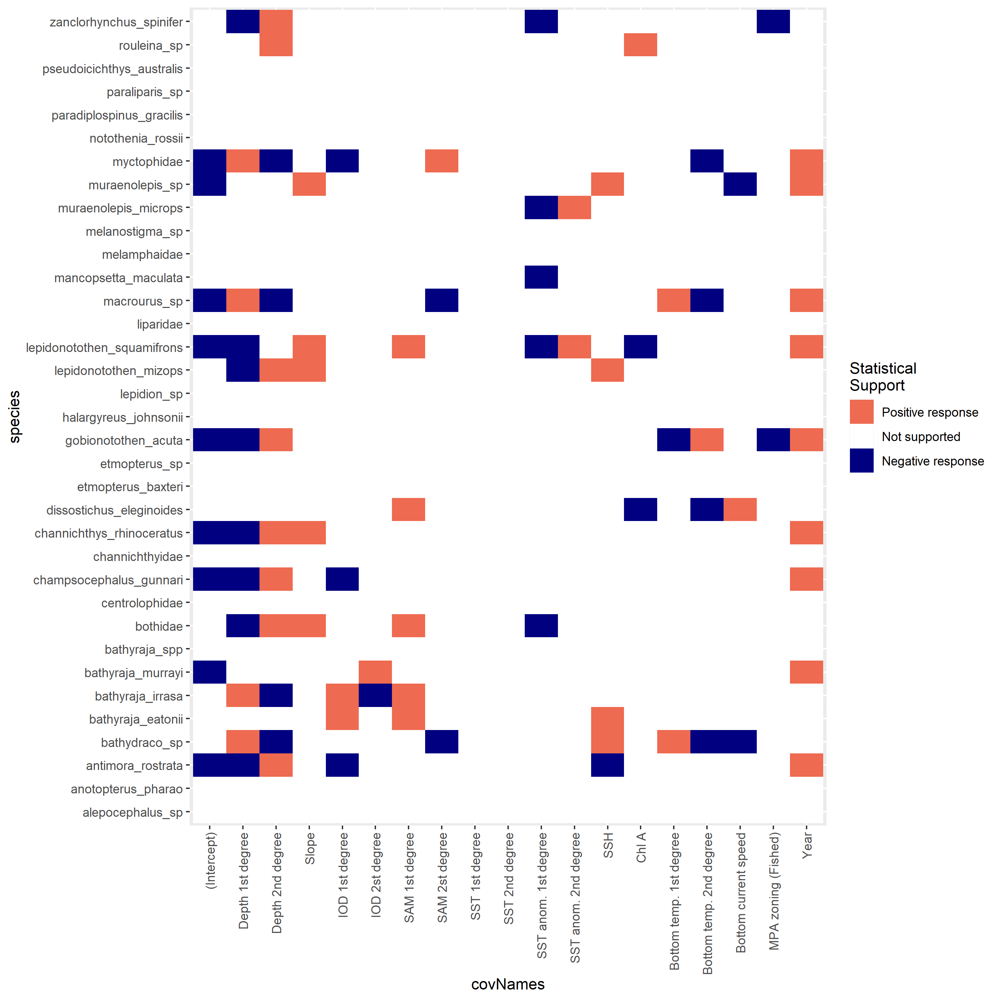 zanclorhynchus_spinifer
rouleina_sp
pseudoicichthys_australis
paraliparis_sp
paradiplospinus_gracilis
notothenia_rossii
myctophidae
muraenolepis_sp
muraenolepis_microps
melanostigma_sp
melamphaidae
mancopsetta_maculata
macrourus_sp
liparidae
lepidonotothen_squamifrons
lepidonotothen_mizops
lepidion_sp
halargyreus_johnsonii
gobionotothen_acuta
etmopterus_sp
etmopterus_baxteri
dissostichus_eleginoides
channichthys_rhinoceratus
channichthyidae
champsocephalus_gunnari
centrolophidae
bothidae
bathyraja_spp
bathyraja_murrayi
bathyraja_irrasa
bathyraja_eatonii
bathydraco_sp
antimora_rostrata
anotopterus_pharao
alepocephalus_sp
species
(Intercept)
Depth 1st degree
Depth 2nd degree
Slope
IOD 1st degree
IOD 2st degree
SAM 1st degree
SAM 2st degree
SST 1st degree
SST 2nd degree
SST anom. 1st degree
SST anom. 2nd degree
SSH
Chl A
Bottom temp. 1st degree
Bottom temp. 2nd degree
Bottom current speed
MPA zoning (Fished)
Year
covNames
Statistical
Support
Positive response
Not supported
Negative response